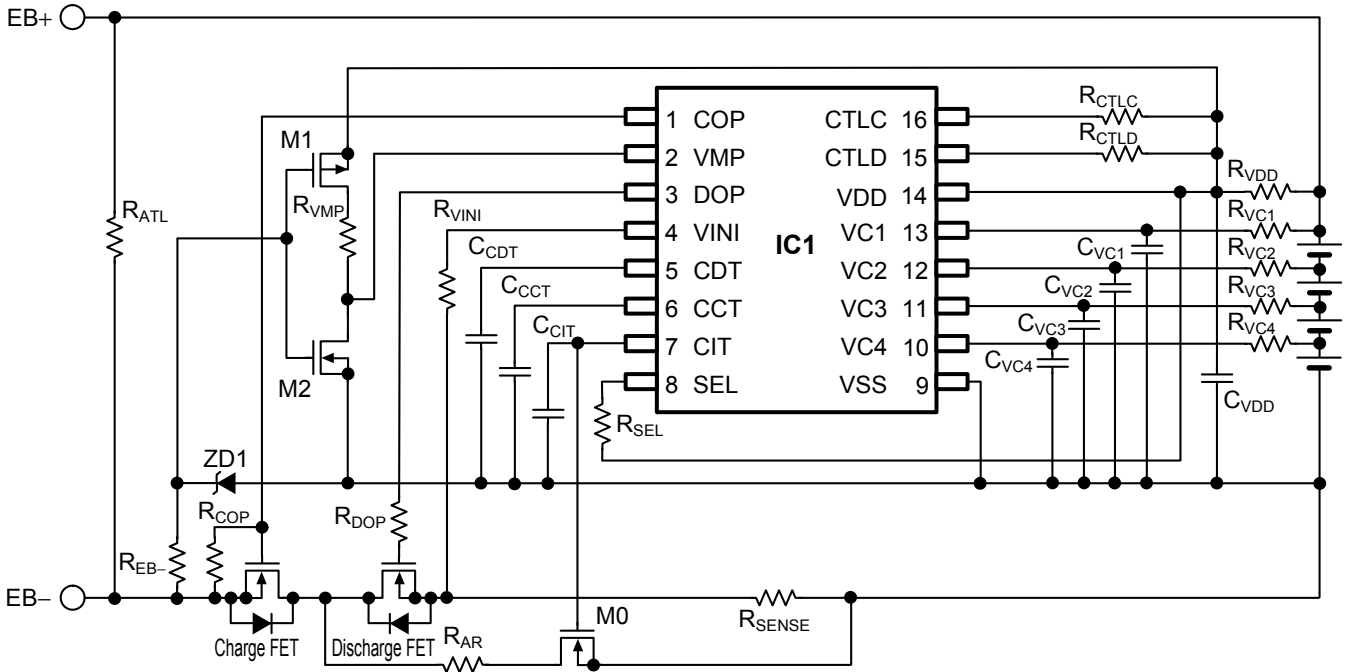 EB+
R_ATL
M1
R_VMP
M2
ZD1
R_COP
R_EB−
EB−
Charge FET
Discharge FET
R_DOP
R_VINI
C_CDT
C_CCT
C_CIT
R_SEL
R_AR
M0
R_SENSE
1 COP
2 VMP
3 DOP
4 VINI
5 CDT
6 CCT
7 CIT
8 SEL
IC1
CTLC 16
CTLD 15
VDD 14
VC1 13
VC2 12
VC3 11
VC4 10
VSS 9
R_CTLC
R_CTLD
R_VDD
R_VC1
R_VC2
R_VC3
R_VC4
C_VC1
C_VC2
C_VC3
C_VC4
C_VDD